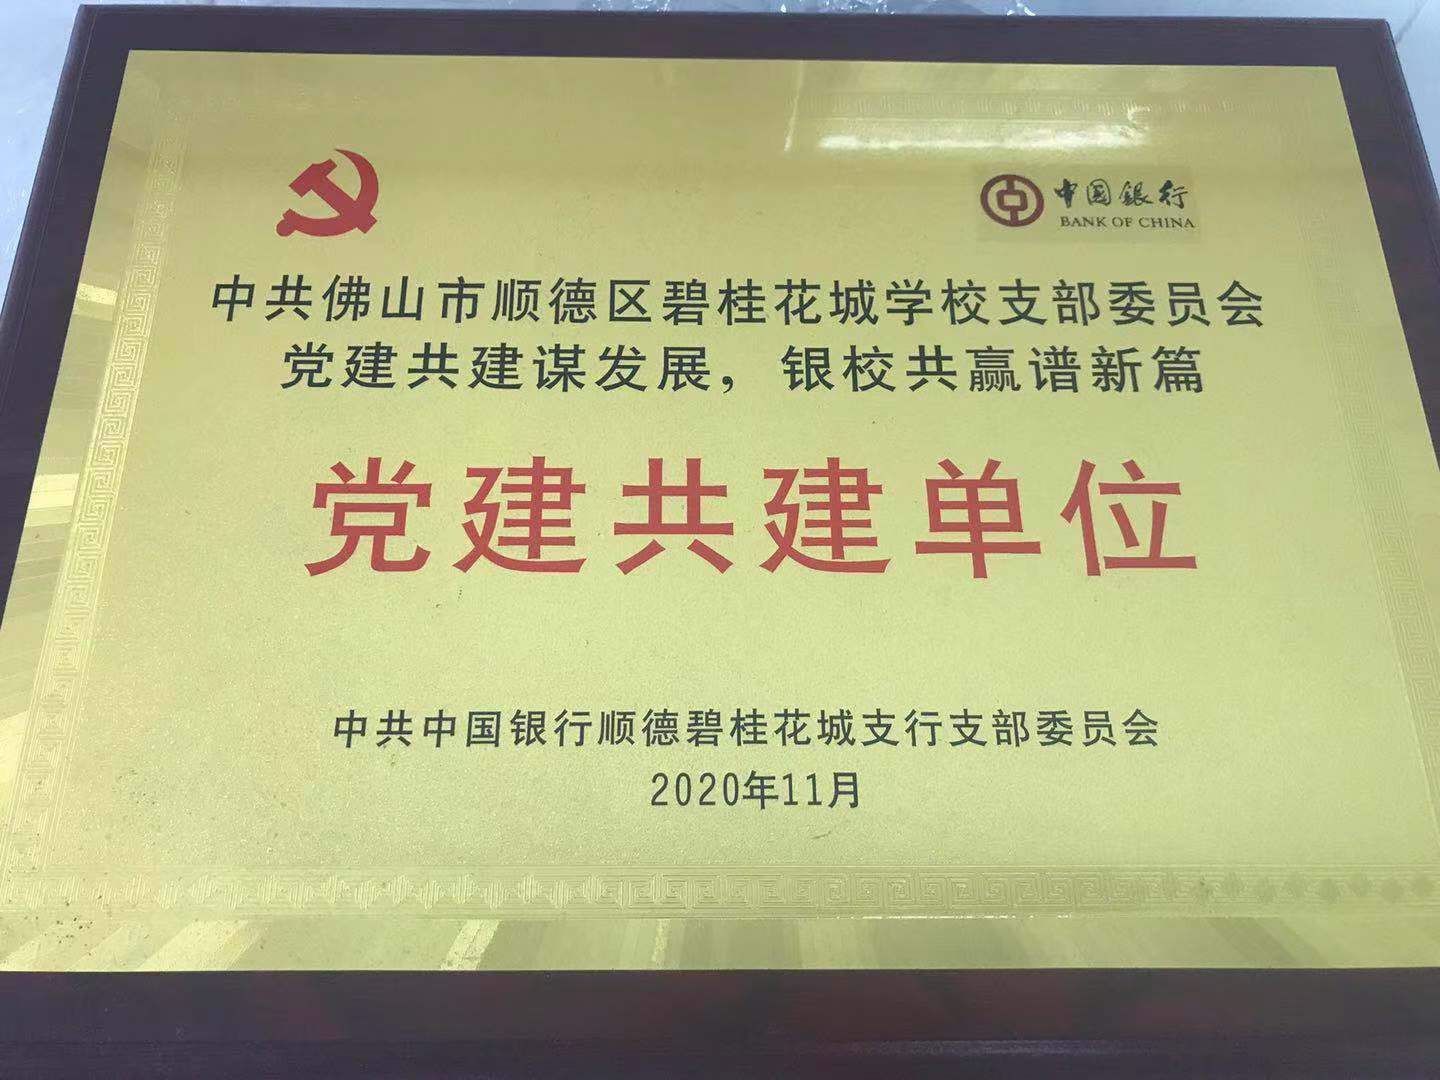 中国银行
BANK OF CHINA
中共佛山市顺德区碧桂花城学校支部委员会
党建共建谋发展，银校共赢谱新篇
党建共建单位
中共中国银行顺德碧桂花城支行支部委员会
2020年11月